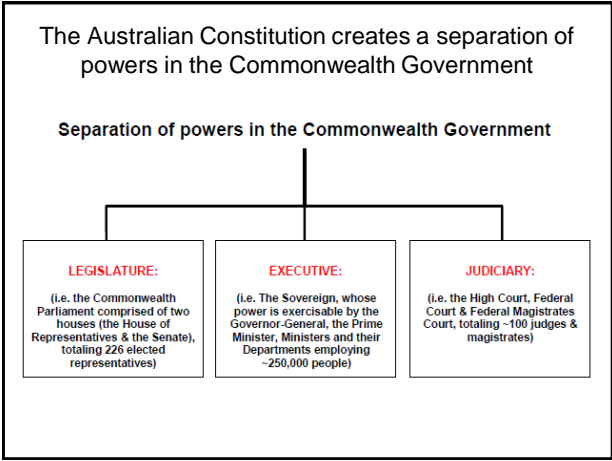 The Australian Constitution creates a separation of
powers in the Commonwealth Government
Separation of powers in the Commonwealth Government
LEGISLATURE:
(i.e. the Commonwealth
Parliament comprised of two
houses (the House of
Representatives & the Senate),
totaling 226 elected
representatives)
EXECUTIVE:
(i.e. The Sovereign, whose
power is exercisable by the
Governor-General, the Prime
Minister, Ministers and their
Departments employing
~250,000 people)
JUDICIARY:
(i.e. the High Court, Federal
Court & Federal Magistrates
Court, totaling ~100 judges &
magistrates)